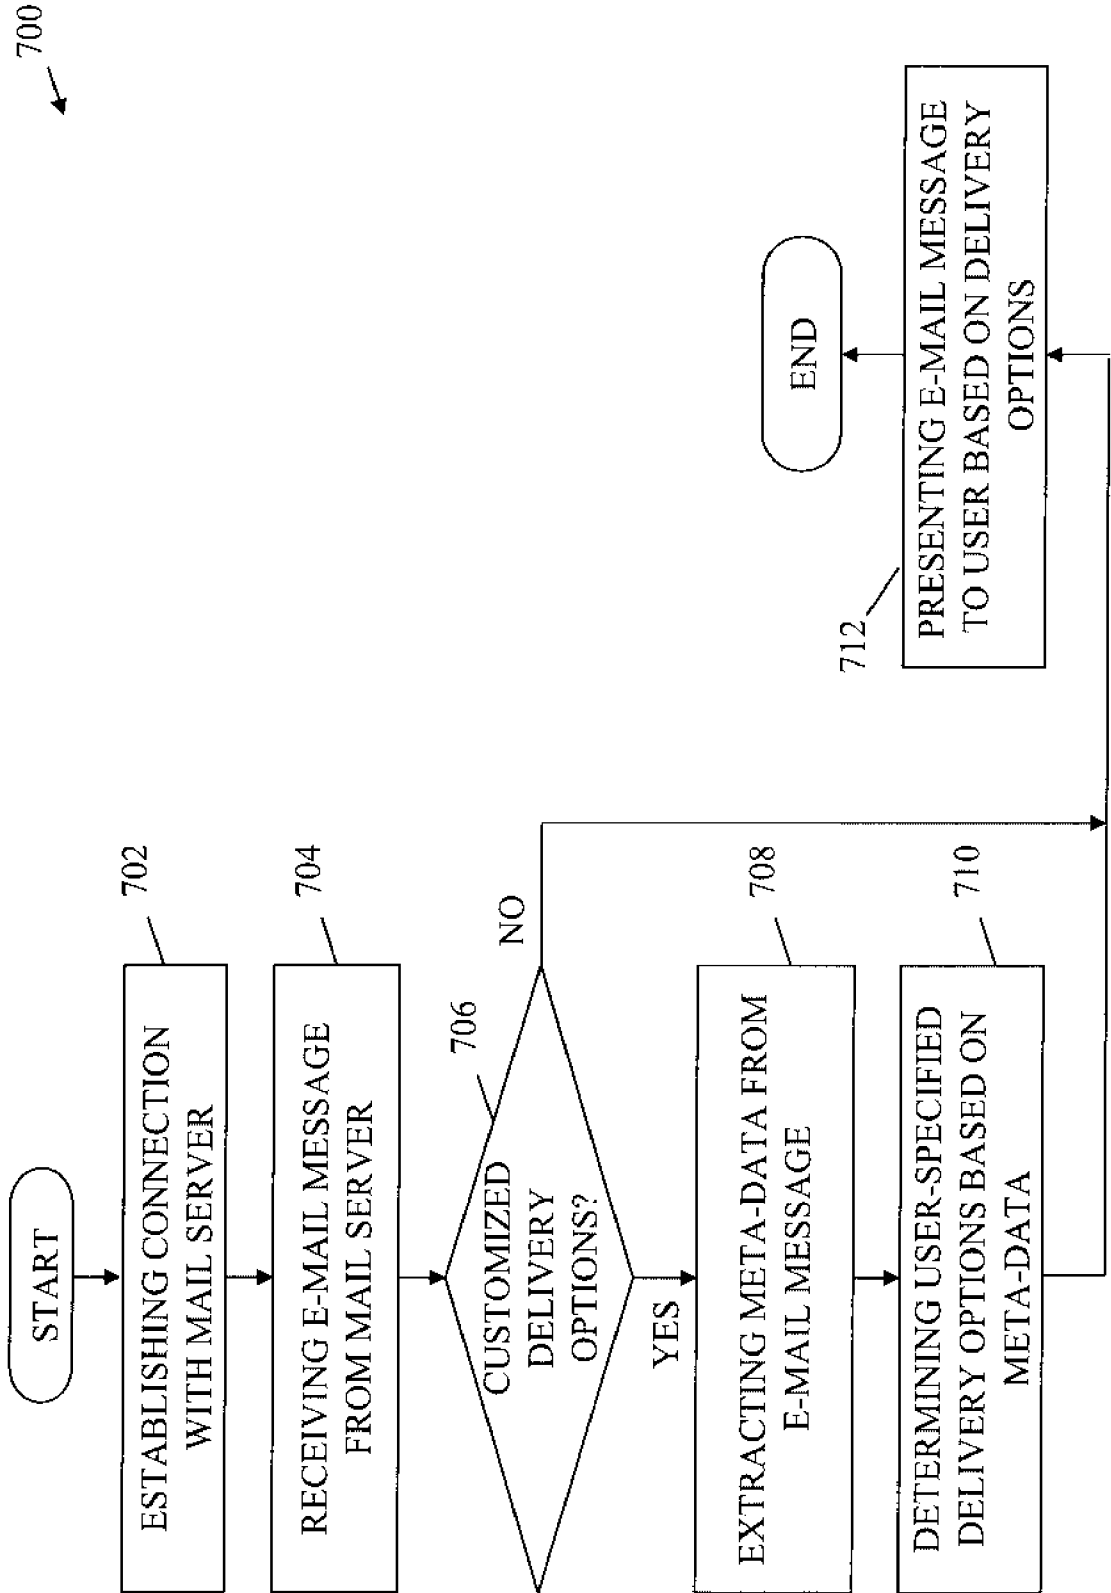 700
START
ESTABLISHING CONNECTION
WITH MAIL SERVER
702
RECEIVING E-MAIL MESSAGE
FROM MAIL SERVER
704
CUSTOMIZED
DELIVERY
OPTIONS?
706
NO
YES
EXTRACTING META-DATA FROM
E-MAIL MESSAGE
708
DETERMINING USER-SPECIFIED
DELIVERY OPTIONS BASED ON
META-DATA
710
712
PRESENTING E-MAIL MESSAGE
TO USER BASED ON DELIVERY
OPTIONS
END